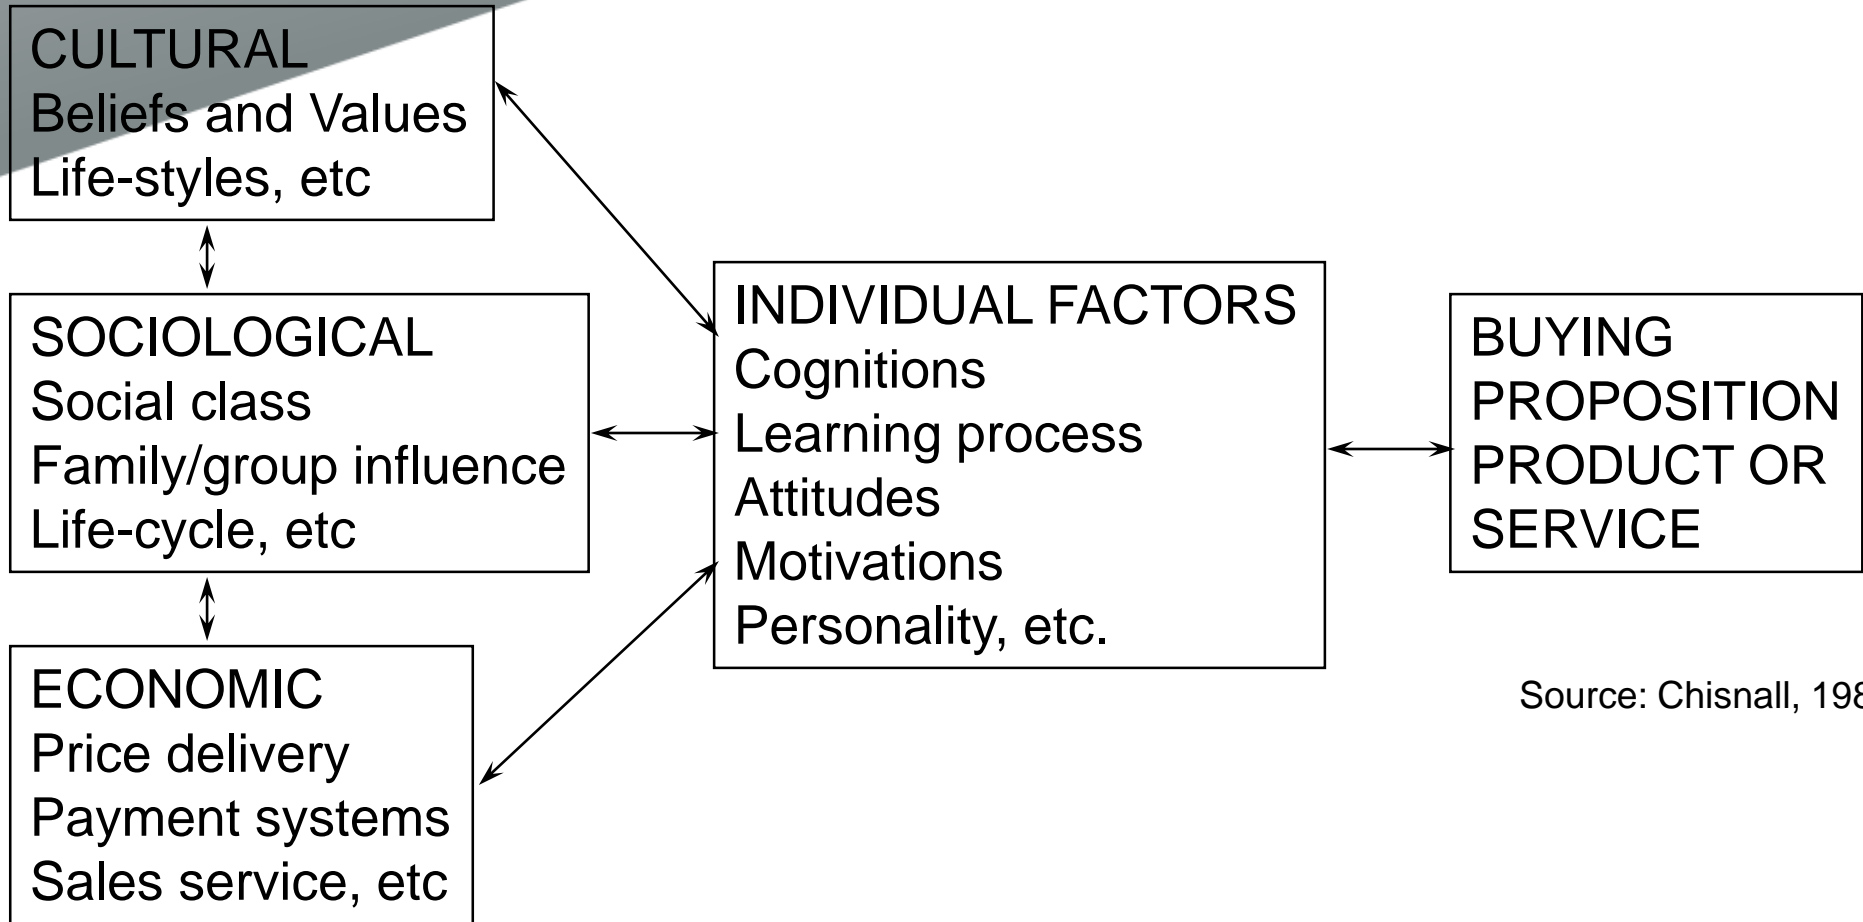 CULTURAL
Beliefs and Values
Life-styles, etc
SOCIOLOGICAL
Social class
Family/group influence
Life-cycle, etc
ECONOMIC
Price delivery
Payment systems
Sales service, etc
INDIVIDUAL FACTORS
Cognitions
Learning process
Attitudes
Motivations
Personality, etc.
BUYING
PROPOSITION
PRODUCT OR
SERVICE
Source: Chisnall,